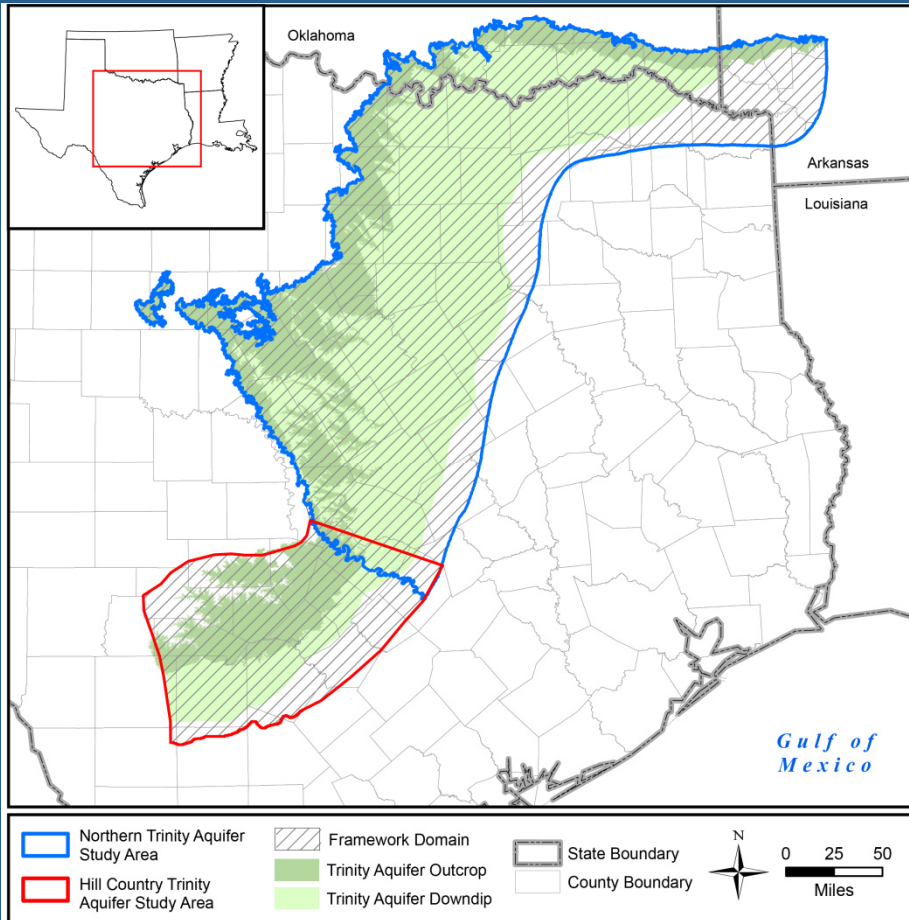 Oklahoma
Arkansas
Louisiana
Gulf of
Mexico
Northern Trinity Aquifer
Study Area
Hill Country Trinity
Aquifer Study Area
Framework Domain
Trinity Aquifer Outcrop
Trinity Aquifer Downdip
State Boundary
County Boundary
N
0 25 50
Miles